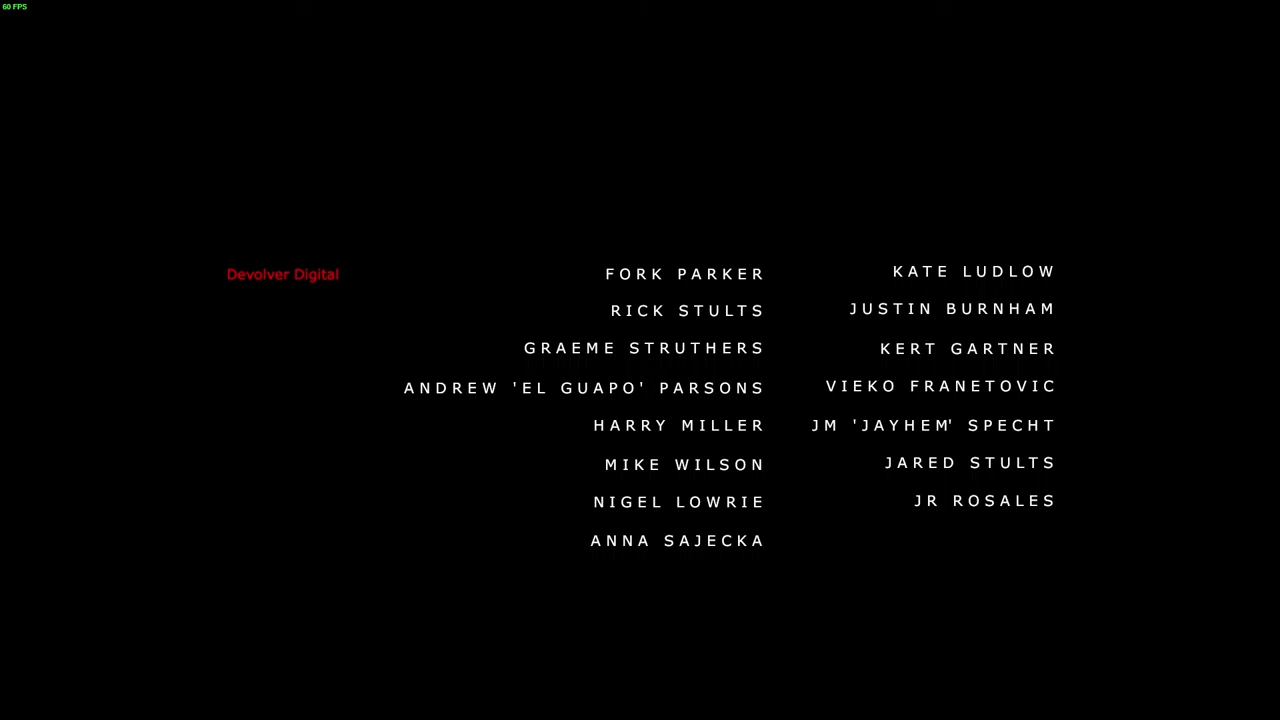 60 FPS
Devolver Digital
FORK PARKER
RICK STULTS
GRAEME STRUTHERS
ANDREW 'EL GUAPO' PARSONS
HARRY MILLER
MIKE WILSON
NIGEL LOWRIE
ANNA SAJECKA
KATE LUDLOW
JUSTIN BURNHAM
KERT GARTNER
VIEKO FRANETOVIC
JM 'JAYHEM' SPECHT
JARED STULTS
JR ROSALES